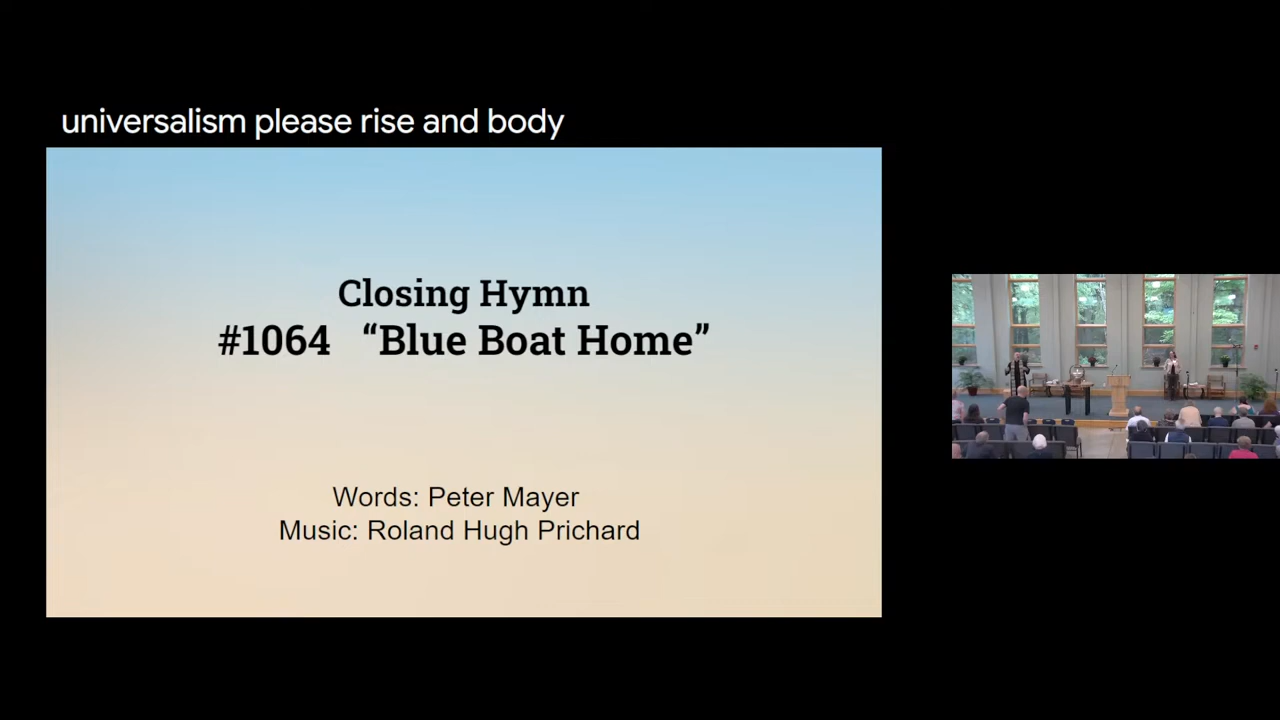 universalism please rise and body
Closing Hymn
#1064 “Blue Boat Home”
Words: Peter Mayer
Music: Roland Hugh Prichard